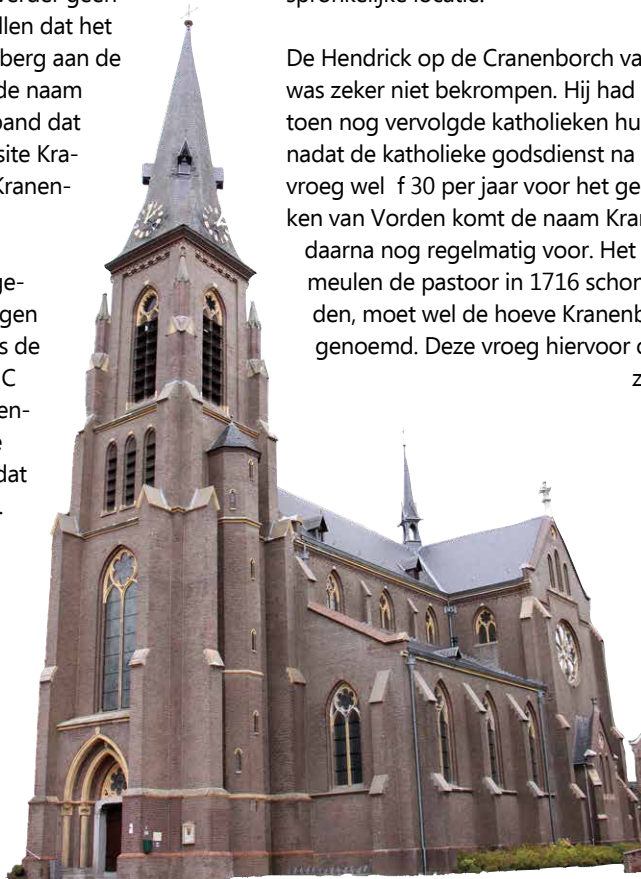 erder geen
llen dat het
berg aan de
de naam
band dat
site Kra-
Kranen-
ge-
gen
s de
C
en-
e
dat
.
spronkelijke locatie.
De Hendrick op de Cranenborch va
was zeker niet bekrompen. Hij had
toen nog vervolgde katholieken hu
nadat de katholieke godsdienst na
vroeg wel f 30 per jaar voor het ge
ken van Vorden komt de naam Kran
daarna nog regelmatig voor. Het
meulen de pastoor in 1716 schon
den, moet wel de hoeve Kranenb
genoemd. Deze vroeg hiervoor d
z